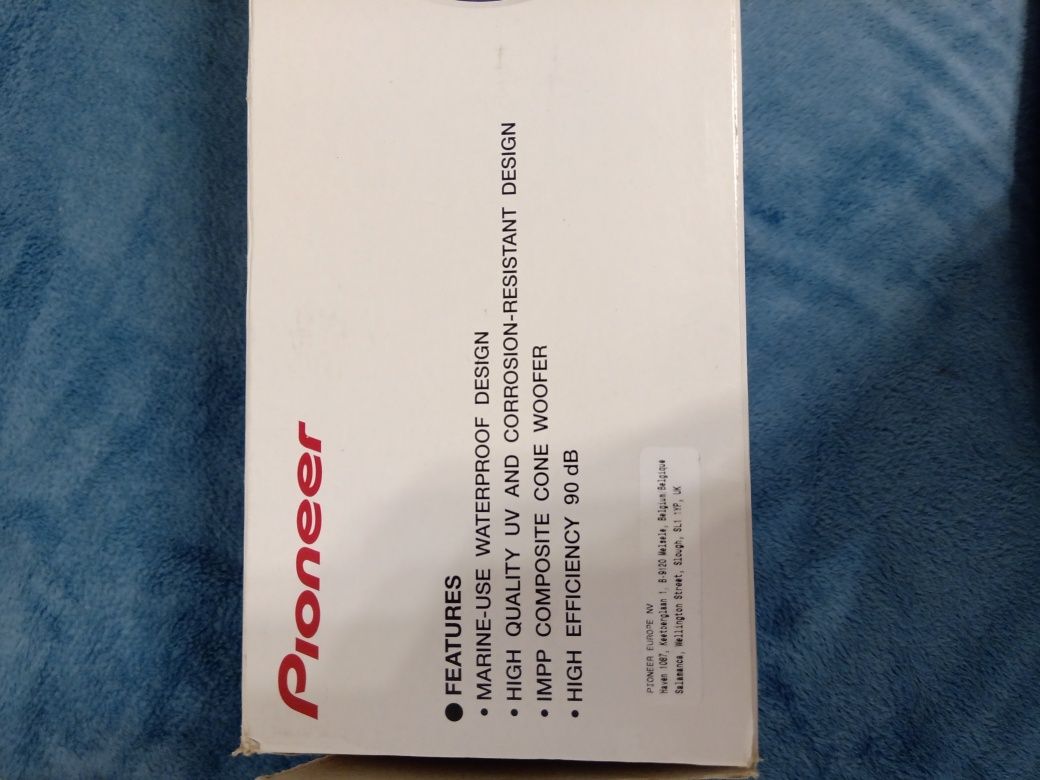 Pioneer
● FEATURES
• MARINE-USE WATERPROOF DESIGN
• HIGH QUALITY UV AND CORROSION-RESISTANT DESIGN
• IMPP COMPOSITE CONE WOOFER
• HIGH EFFICIENCY 90 dB
PIONEER EUROPE NV
Haven 1087, Keetberglaan 1, B-9120 Melsele, Belgium Belgique
Salamanca, Wellington Street, Slough, SL1 1YP, UK